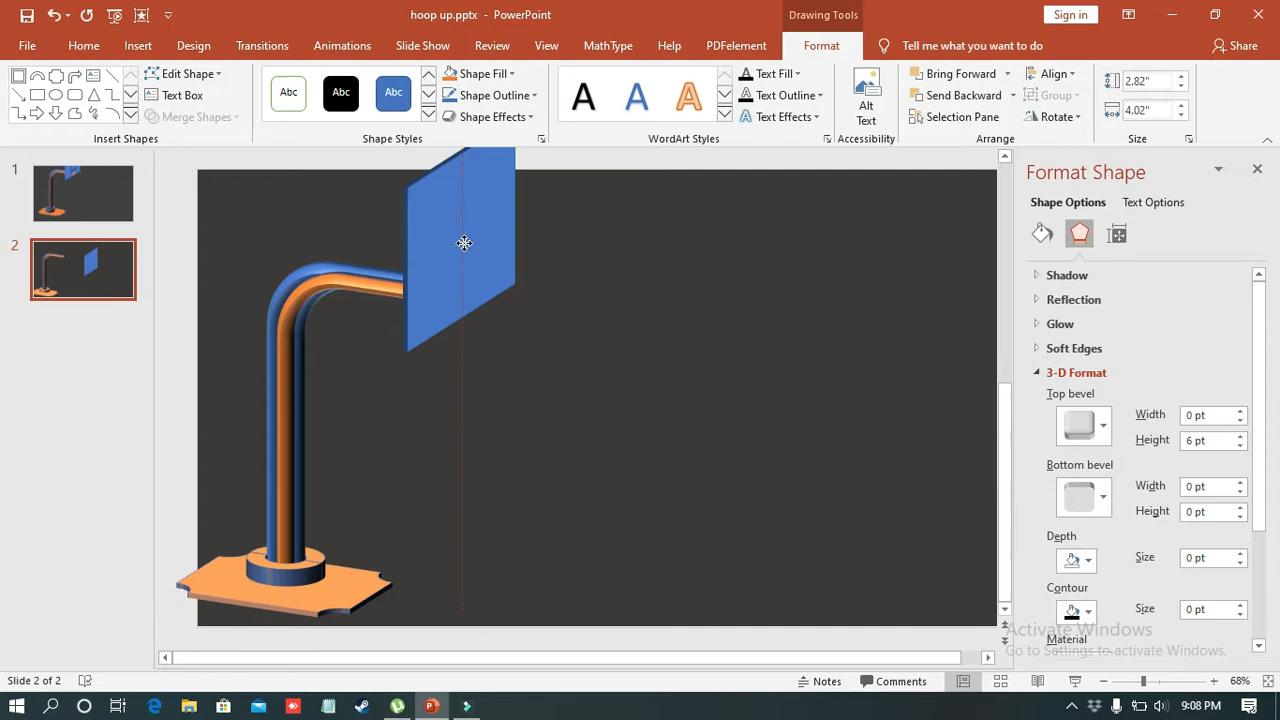 hoop up.pptx - PowerPoint
Drawing Tools
Sign in
File Home Insert Design Transitions Animations Slide Show Review View MathType Help PDFelement Format Tell me what you want to do Share
Edit Shape
Text Box
Merge Shapes
Insert Shapes
Abc Abc Abc
Shape Fill
Shape Outline
Shape Effects
Shape Styles
A A A
Text Fill
Text Outline
Text Effects
WordArt Styles
Alt
Text
Accessibility
Bring Forward
Send Backward
Selection Pane
Align
Group
Rotate
Arrange
2.82"
4.02"
Size
1
2
Format Shape
Shape Options Text Options
Shadow
Reflection
Glow
Soft Edges
3-D Format
Top bevel
Width 0 pt
Height 6 pt
Bottom bevel
Width 0 pt
Height 0 pt
Depth
Size 0 pt
Contour
Size 0 pt
Material
Activate Windows
Go to Settings to activate Windows.
Slide 2 of 2
Notes
Comments
68%
9:08 PM